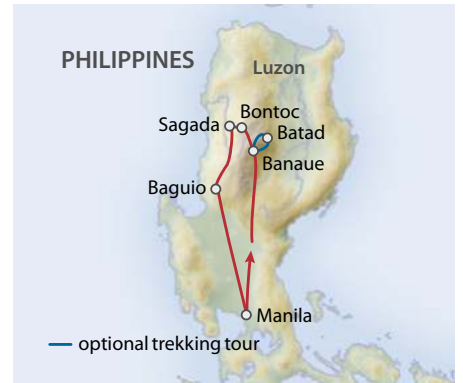 PHILIPPINES
Luzon
Bontoc
Sagada
Batad
Banaue
Baguio
Manila
optional trekking tour